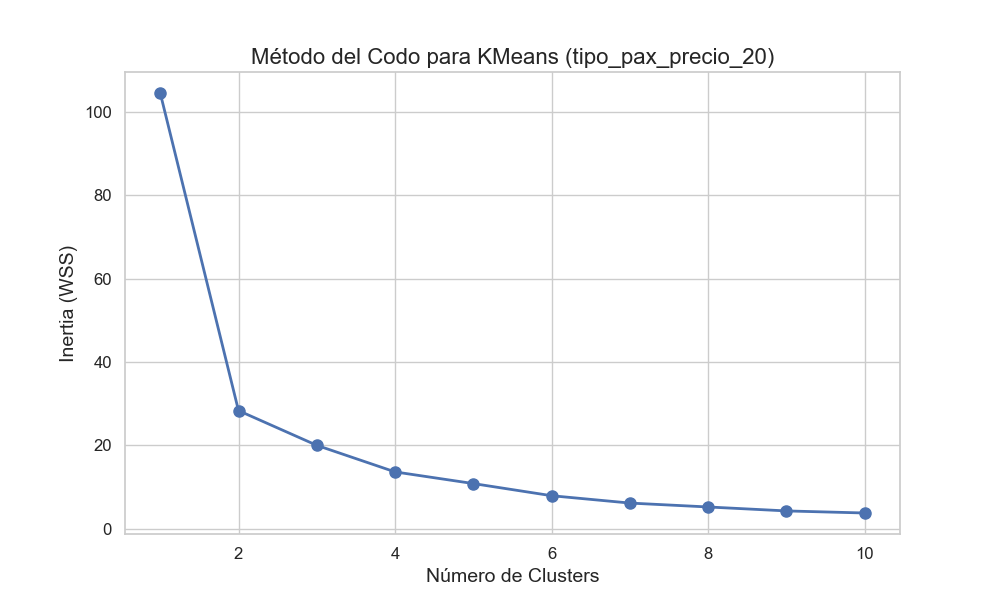 Método del Codo para KMeans (tipo_pax_precio_20)
Inertia (WSS)
100
80
60
40
20
0
2 4 6 8 10
Número de Clusters